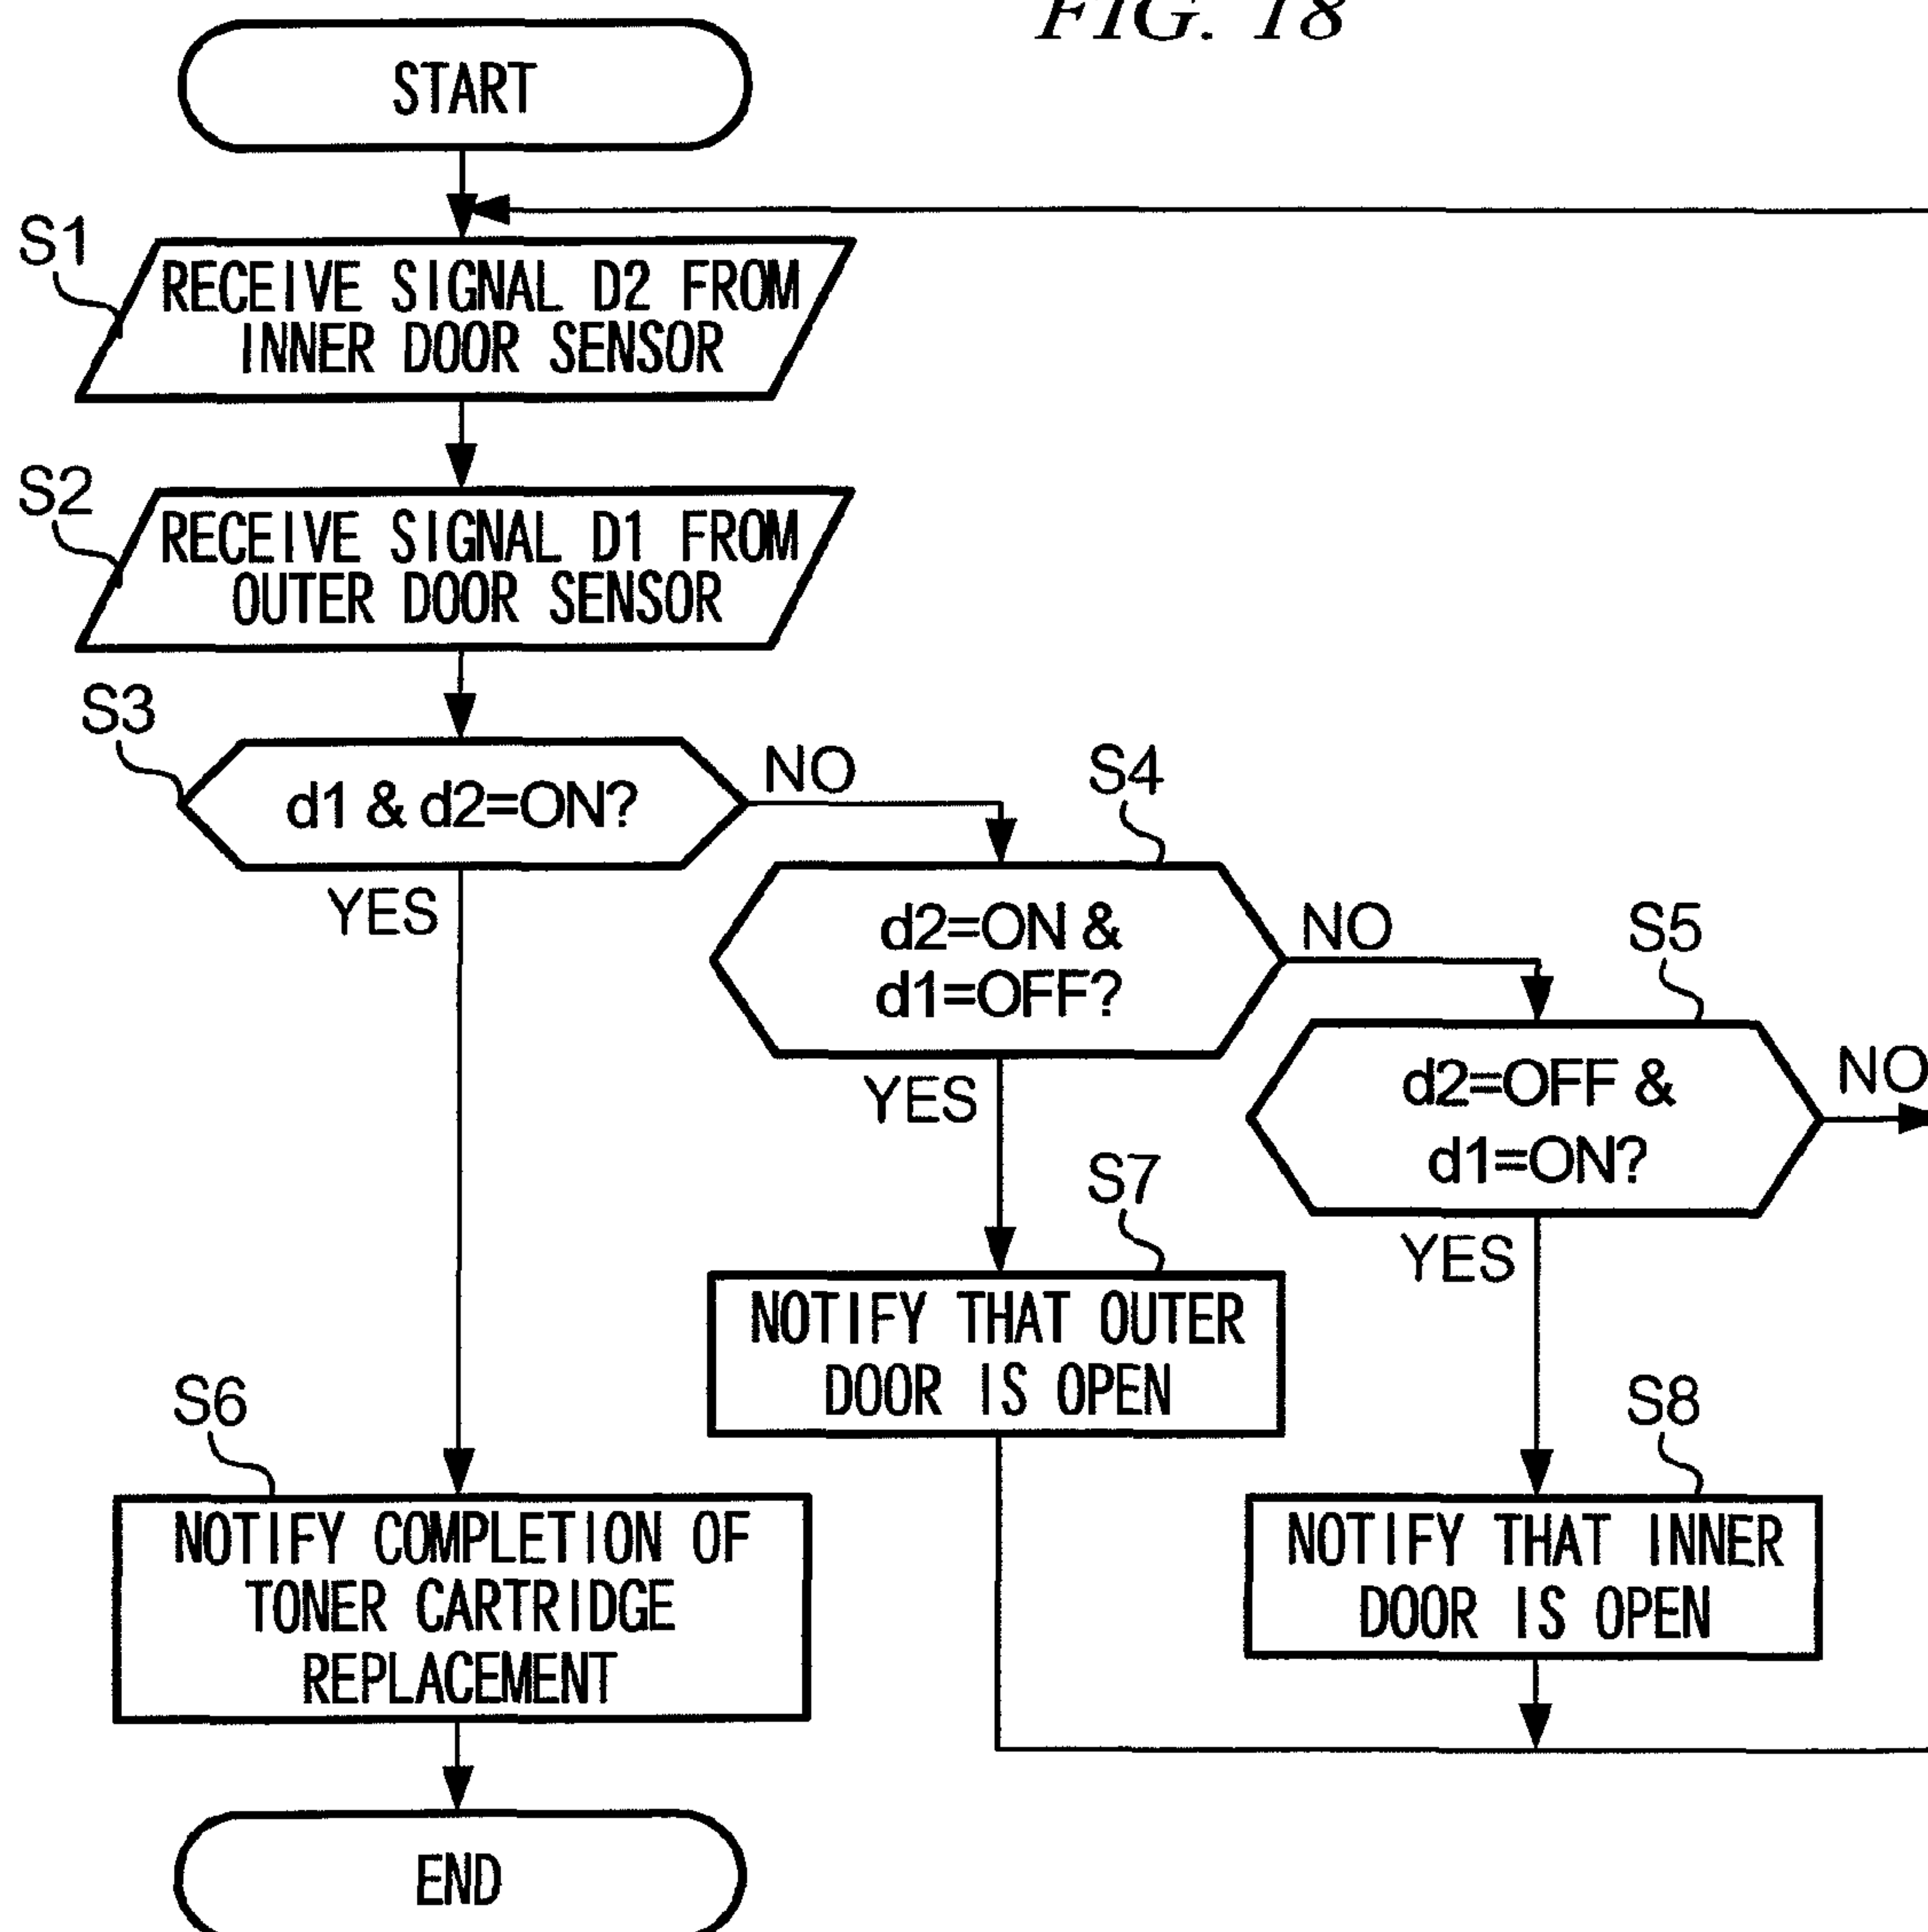 FIG. 18
START
S1
RECEIVE SIGNAL D2 FROM
INNER DOOR SENSOR
S2
RECEIVE SIGNAL D1 FROM
OUTER DOOR SENSOR
S3
d1 & d2=ON?
NO
YES
S4
d2=ON &
d1=OFF?
NO
YES
S5
d2=OFF &
d1=ON?
NO
YES
S7
NOTIFY THAT OUTER
DOOR IS OPEN
S6
NOTIFY COMPLETION OF
TONER CARTRIDGE
REPLACEMENT
S8
NOTIFY THAT INNER
DOOR IS OPEN
END